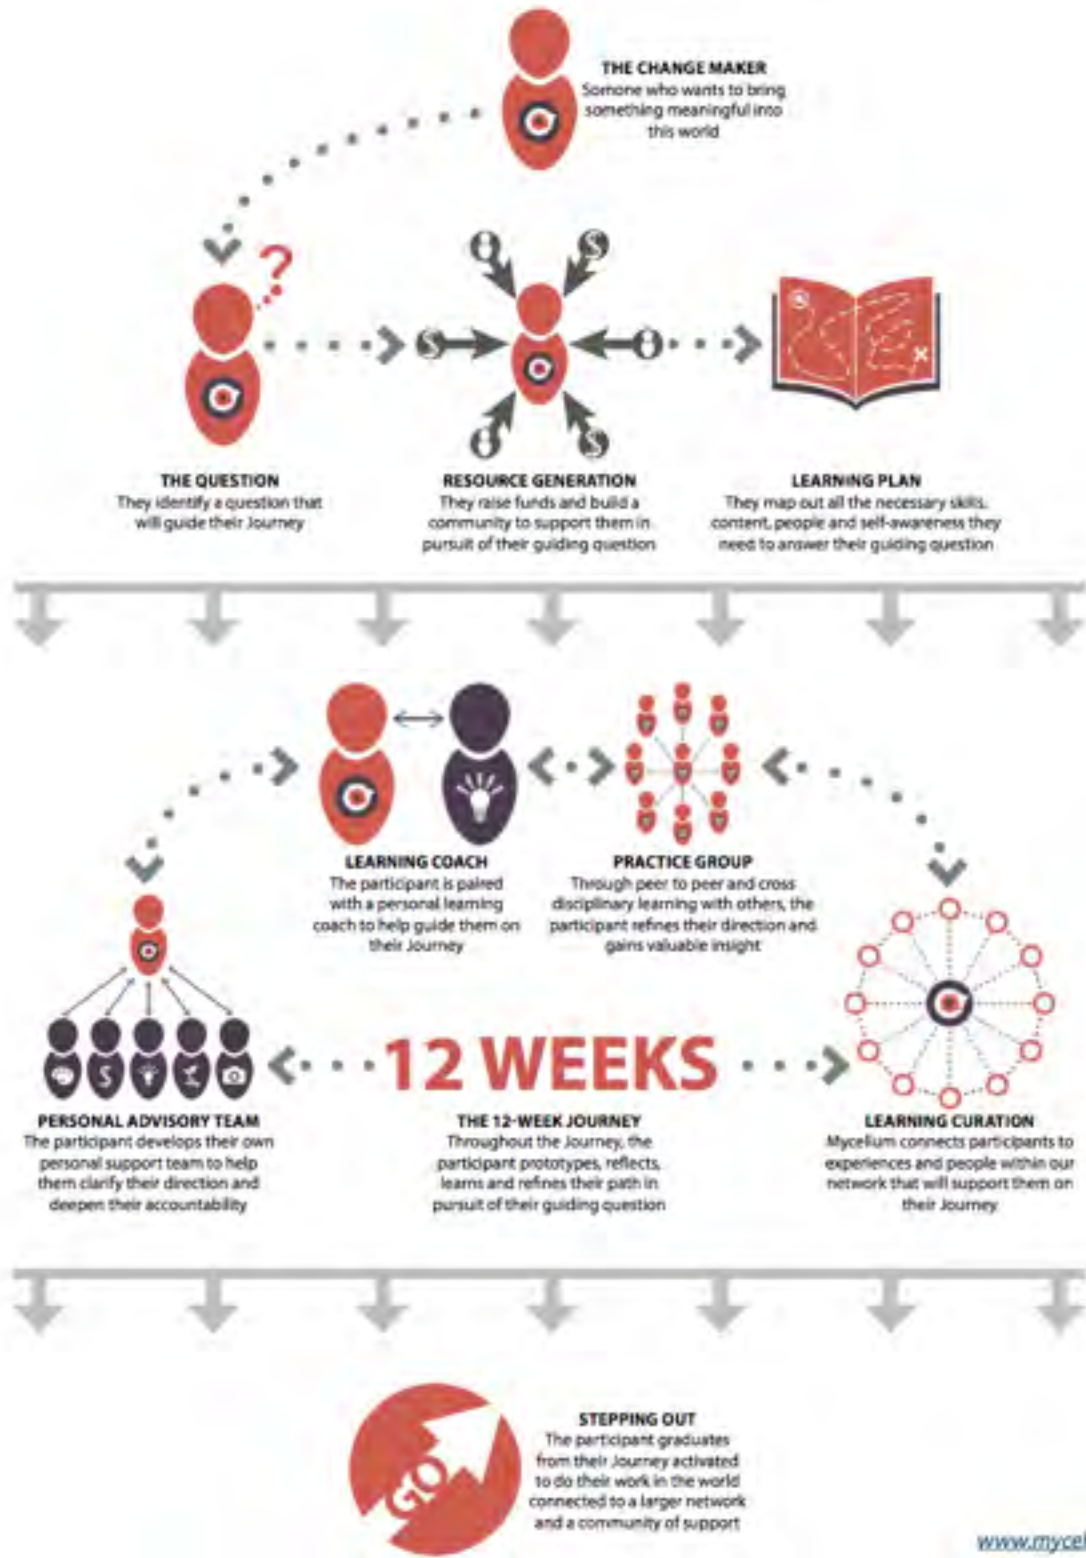 THE CHANGE MAKER
Somone who wants to bring
something meaningful into
this world
?
THE QUESTION
They identify a question that
will guide their Journey
RESOURCE GENERATION
They raise funds and build a
community to support them in
pursuit of their guiding question
LEARNING PLAN
They map out all the necessary skills,
content, people and self-awareness they
need to answer their guiding question
LEARNING COACH
The participant is paired
with a personal learning
coach to help guide them on
their Journey
PRACTICE GROUP
Through peer to peer and cross
disciplinary learning with others, the
participant refines their direction and
gains valuable insight
PERSONAL ADVISORY TEAM
The participant develops their own
personal support team to help
them clarify their direction and
deepen their accountability
12 WEEKS
THE 12-WEEK JOURNEY
Throughout the Journey, the
participant prototypes, reflects,
learns and refines their path in
pursuit of their guiding question
LEARNING CURATION
Mycelium connects participants to
experiences and people within our
network that will support them on
their Journey
GO
STEPPING OUT
The participant graduates
from their Journey activated
to do their work in the world
connected to a larger network
and a community of support
www.mycel